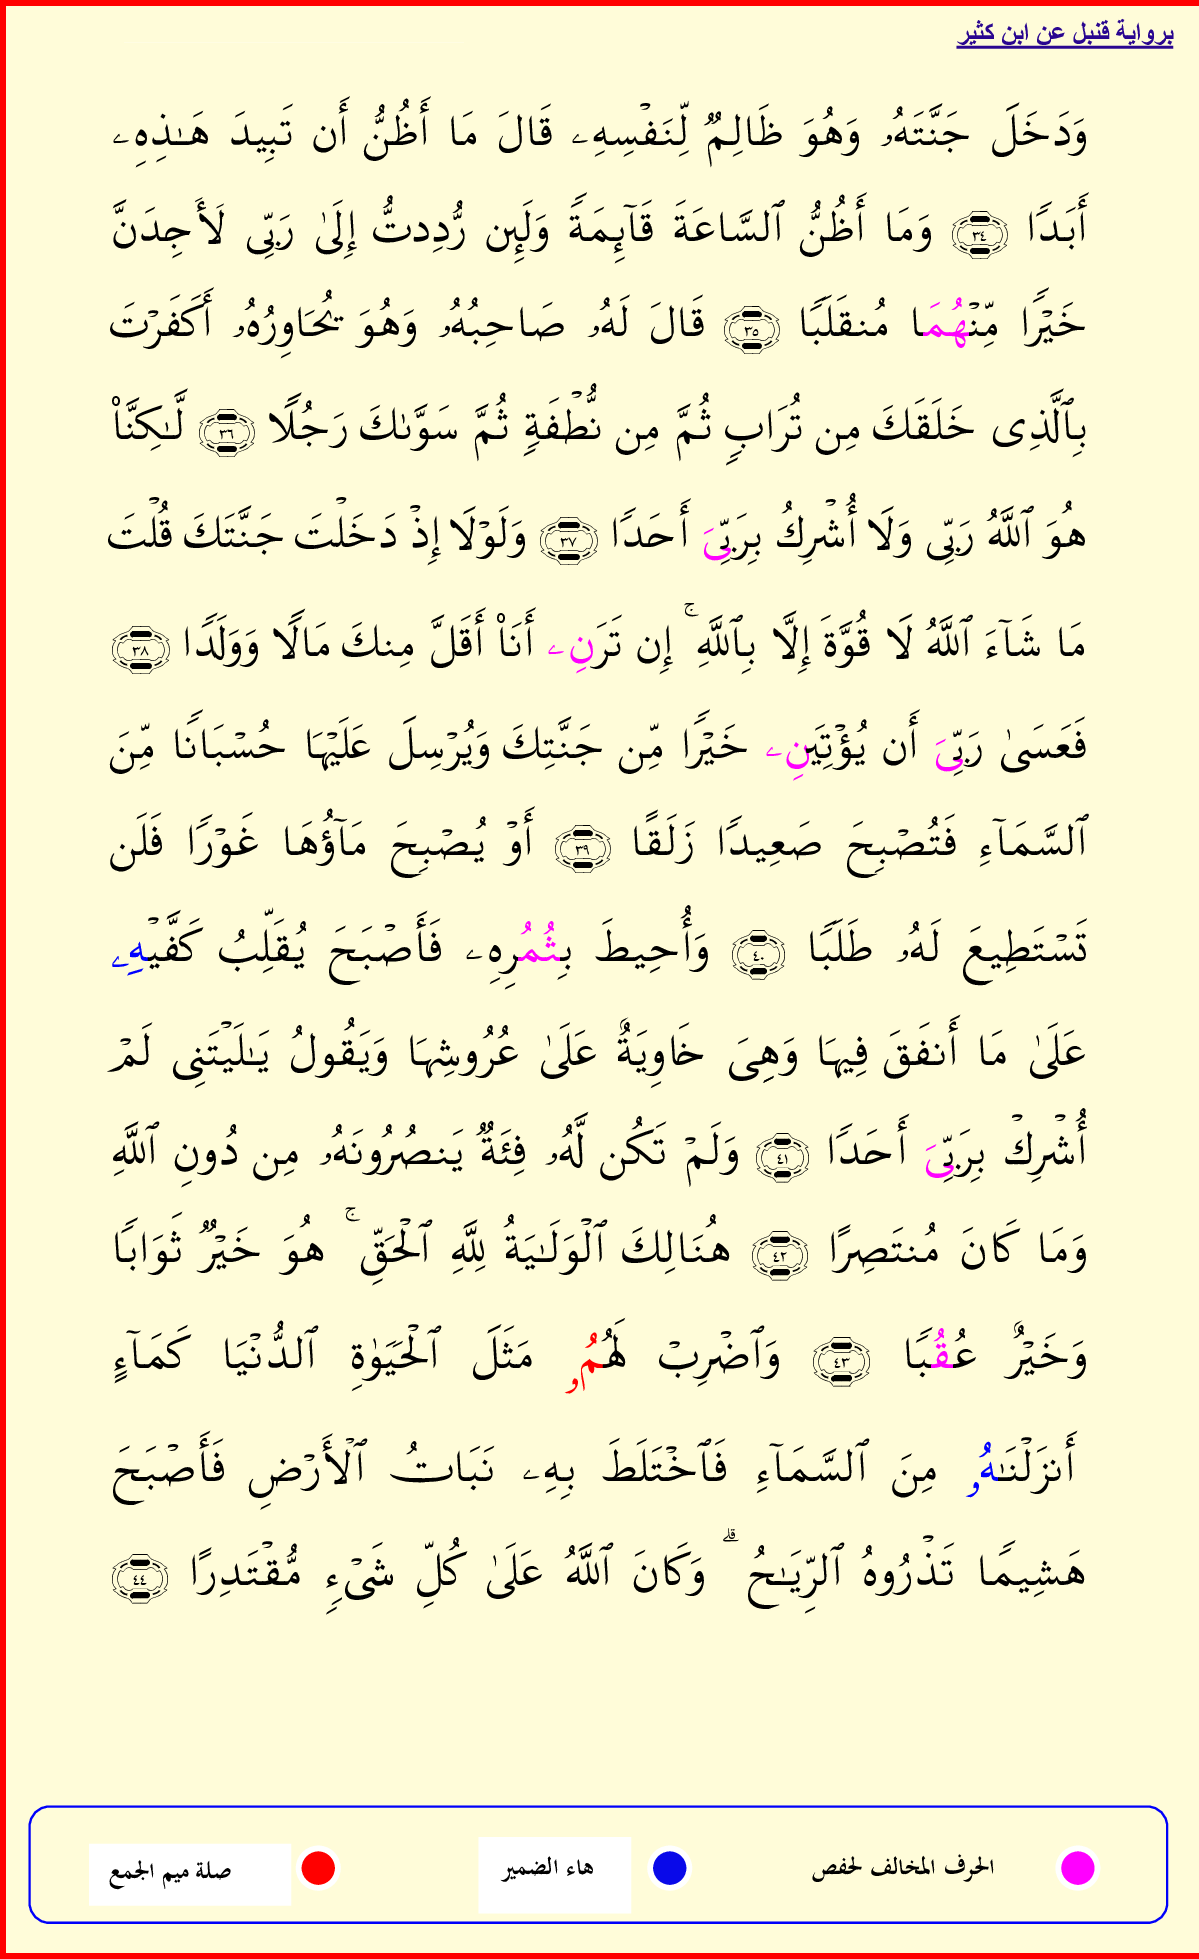 برواية قنبل عن ابن كثير
وَدَخَلَ جَنَّتَهُۥ وَهُوَ ظَالِمٌ لِّنَفْسِهِۦ قَالَ مَا أَظُنُّ أَن تَبِيدَ هَـٰذِهِۦ
أَبَدًا ٣٤ وَمَا أَظُنُّ ٱلسَّاعَةَ قَآئِمَةً وَلَئِن رُّدِدتُّ إِلَىٰ رَبِّى لَأَجِدَنَّ
خَيْرًا مِّنْهُمَا مُنقَلَبًا ٣٥ قَالَ لَهُۥ صَاحِبُهُۥ وَهُوَ يُحَاوِرُهُۥ أَكَفَرْتَ
بِٱلَّذِى خَلَقَكَ مِن تُرَابٍ ثُمَّ مِن نُّطْفَةٍ ثُمَّ سَوَّىٰكَ رَجُلًا ٣٦ لَّـٰكِنَّا۠
هُوَ ٱللَّهُ رَبِّى وَلَا أُشْرِكُ بِرَبِّىَ أَحَدًا ٣٧ وَلَوْلَا إِذْ دَخَلْتَ جَنَّتَكَ قُلْتَ
مَا شَآءَ ٱللَّهُ لَا قُوَّةَ إِلَّا بِٱللَّهِ ۚ إِن تَرَنِۦ أَنَا۠ أَقَلَّ مِنكَ مَالًا وَوَلَدًا ٣٨
فَعَسَىٰ رَبِّىَ أَن يُؤْتِيَنِۦ خَيْرًا مِّن جَنَّتِكَ وَيُرْسِلَ عَلَيْهَا حُسْبَانًا مِّنَ
ٱلسَّمَآءِ فَتُصْبِحَ صَعِيدًا زَلَقًا ٣٩ أَوْ يُصْبِحَ مَآؤُهَا غَوْرًا فَلَن
تَسْتَطِيعَ لَهُۥ طَلَبًا ٤٠ وَأُحِيطَ بِثُمُرِهِۦ فَأَصْبَحَ يُقَلِّبُ كَفَّيْهِۦ
عَلَىٰ مَا أَنفَقَ فِيهَا وَهِىَ خَاوِيَةٌ عَلَىٰ عُرُوشِهَا وَيَقُولُ يَـٰلَيْتَنِى لَمْ
أُشْرِكْ بِرَبِّىَ أَحَدًا ٤١ وَلَمْ تَكُن لَّهُۥ فِئَةٌ يَنصُرُونَهُۥ مِن دُونِ ٱللَّهِ
وَمَا كَانَ مُنتَصِرًا ٤٢ هُنَالِكَ ٱلْوَلَـٰيَةُ لِلَّهِ ٱلْحَقِّ ۚ هُوَ خَيْرٌ ثَوَابًا
وَخَيْرٌ عُقُبًا ٤٣ وَٱضْرِبْ لَهُمُۥ مَثَلَ ٱلْحَيَوٰةِ ٱلدُّنْيَا كَمَآءٍ
أَنزَلْنَـٰهُۥ مِنَ ٱلسَّمَآءِ فَٱخْتَلَطَ بِهِۦ نَبَاتُ ٱلْأَرْضِ فَأَصْبَحَ
هَشِيمًا تَذْرُوهُ ٱلرِّيَـٰحُ ۗ وَكَانَ ٱللَّهُ عَلَىٰ كُلِّ شَىْءٍ مُّقْتَدِرًا ٤٤
الحرف المخالف لحفص هاء الضمير صلة ميم الجمع